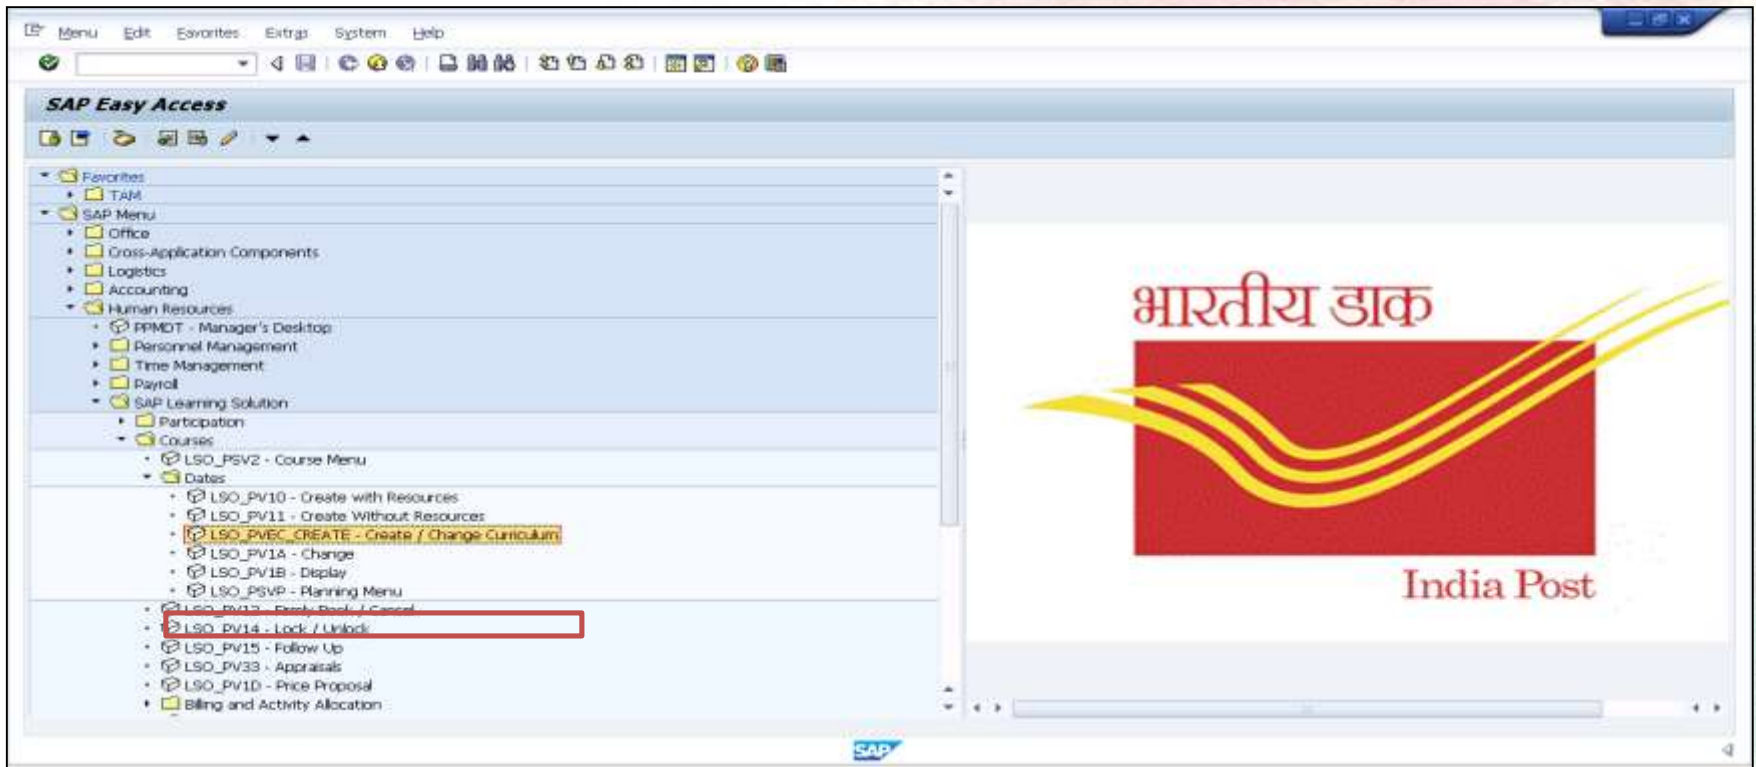 Menu Edit Favorites Extras System Help
SAP Easy Access
Favorites
TAM
SAP Menu
Office
Cross-Application Components
Logistics
Accounting
Human Resources
PPMDT - Manager's Desktop
Personnel Management
Time Management
Payroll
SAP Learning Solution
Participation
Courses
LSO_PSV2 - Course Menu
Dates
LSO_PV10 - Create with Resources
LSO_PV11 - Create Without Resources
LSO_PVEC_CREATE - Create / Change Curriculum
LSO_PV1A - Change
LSO_PV1B - Display
LSO_PSVP - Planning Menu
LSO_PV12 - Firmly Book / Cancel
LSO_PV14 - Lock / Unlock
LSO_PV15 - Follow Up
LSO_PV33 - Appraisals
LSO_PV1D - Price Proposal
Billing and Activity Allocation
भारतीय डाक
India Post
SAP